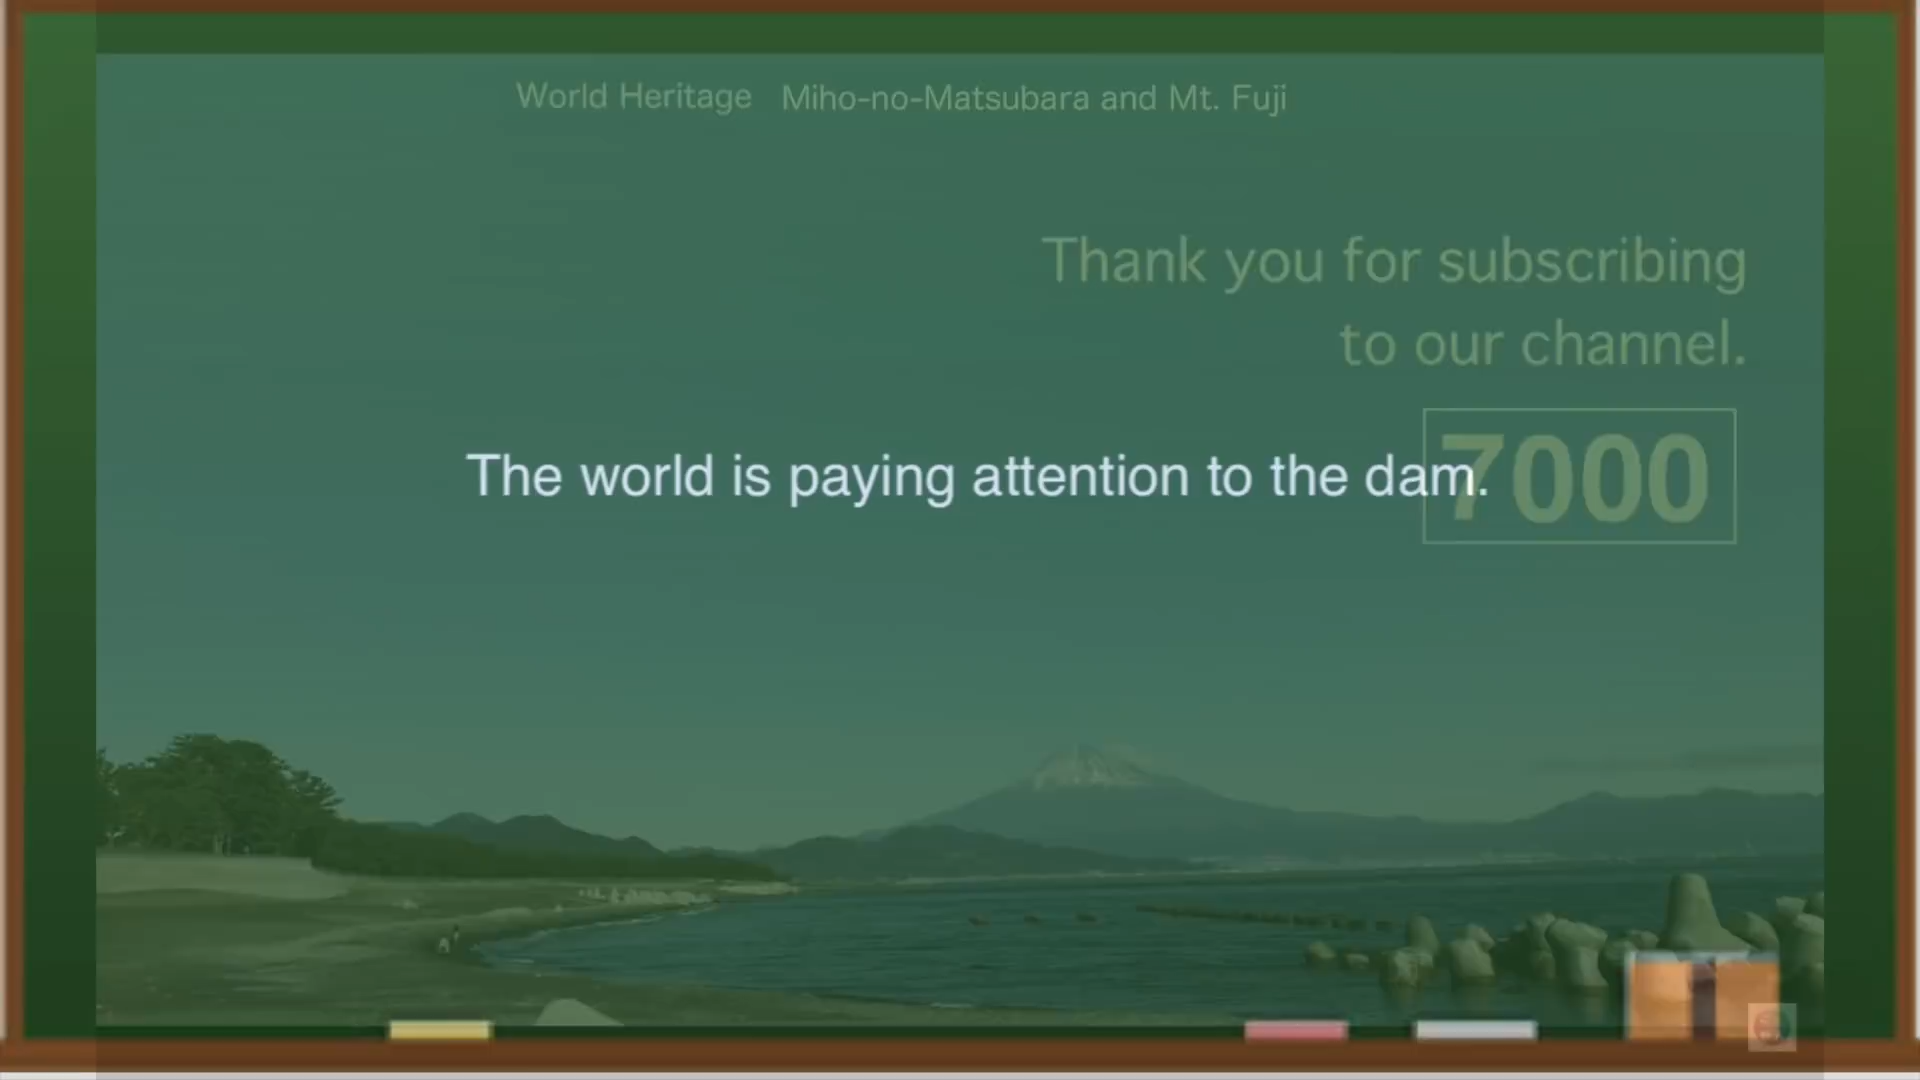 World Heritage Miho-no-Matsubara and Mt. Fuji
Thank you for subscribing
to our channel.
7000
The world is paying attention to the dam.